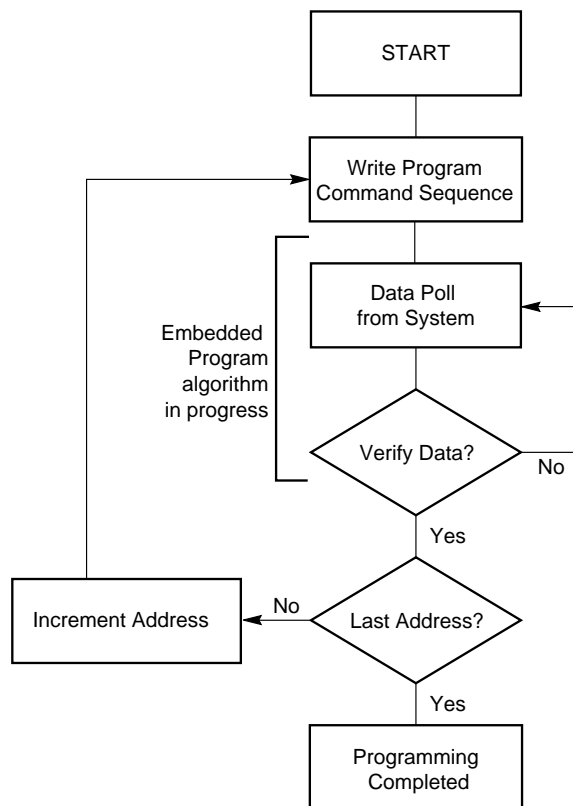 START
Write Program
Command Sequence
Data Poll
from System
Embedded
Program
algorithm
in progress
Verify Data?
No
Yes
Last Address?
No
Increment Address
Yes
Programming
Completed